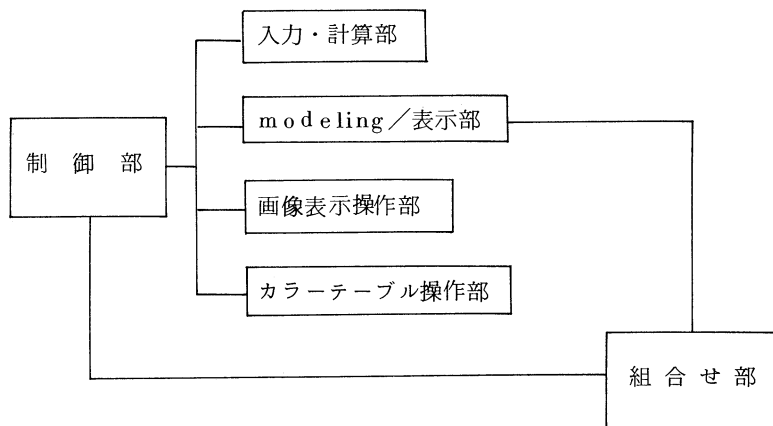 入力・計算部
modeling／表示部
制御部
画像表示操作部
カラーテーブル操作部
組合せ部